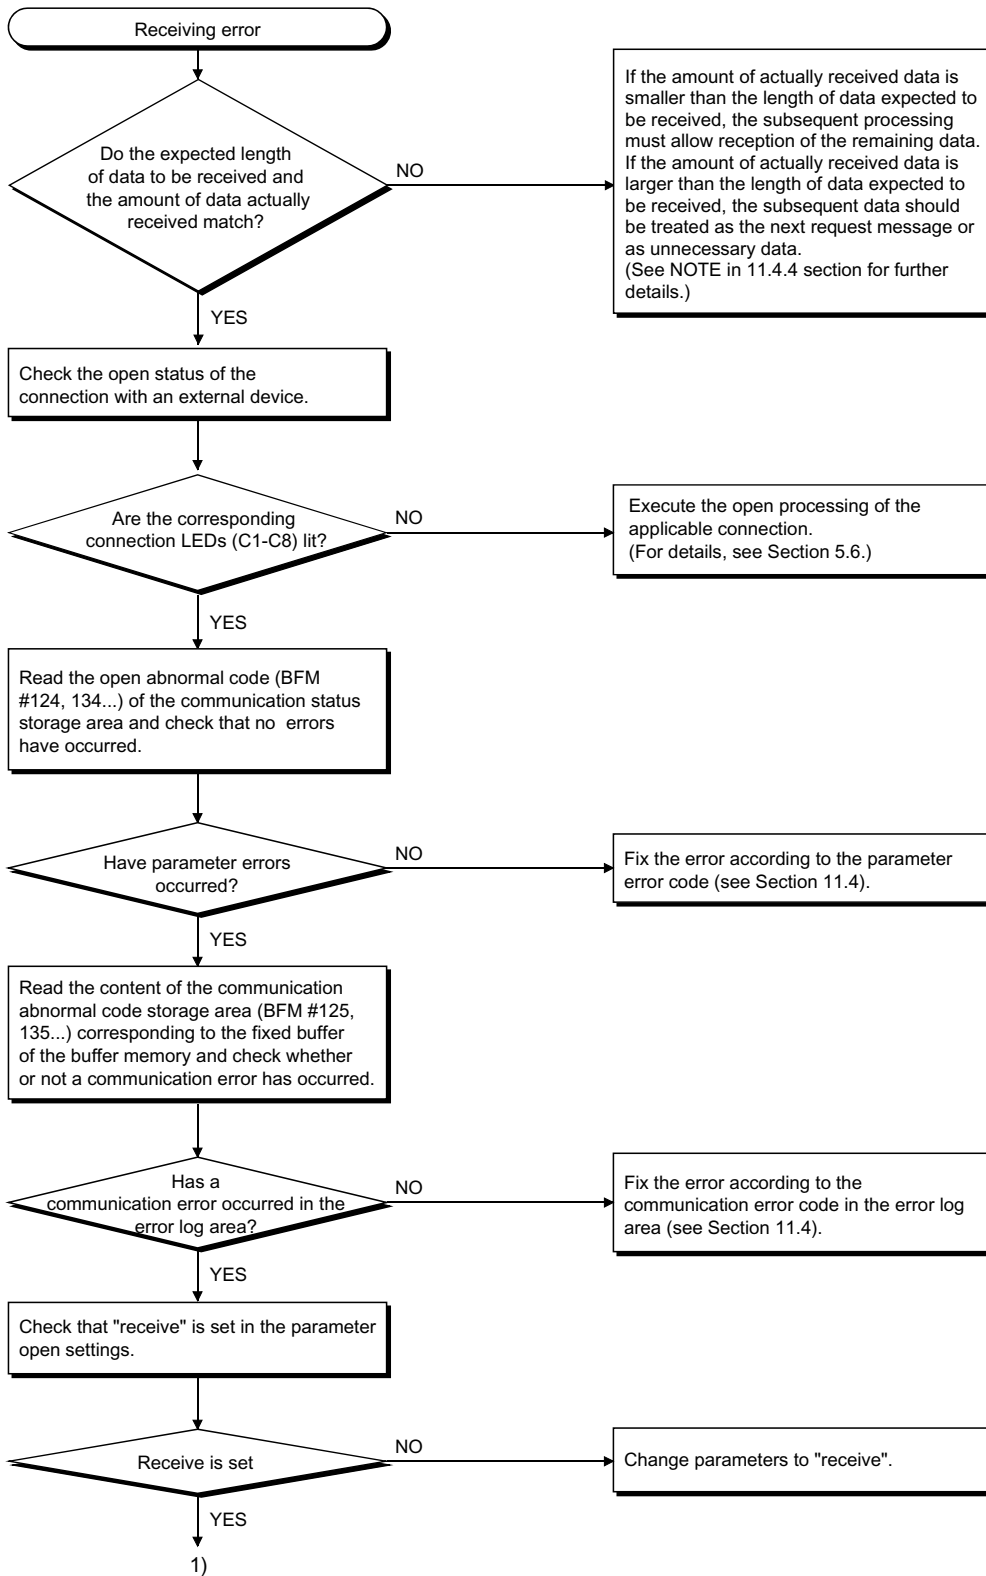 Receiving error
Do the expected length
of data to be received and
the amount of data actually
received match?
NO
If the amount of actually received data is
smaller than the length of data expected to
be received, the subsequent processing
must allow reception of the remaining data.
If the amount of actually received data is
larger than the length of data expected to
be received, the subsequent data should
be treated as the next request message or
as unnecessary data.
(See NOTE in 11.4.4 section for further
details.)
YES
Check the open status of the
connection with an external device.
Are the corresponding
connection LEDs (C1-C8) lit?
NO
Execute the open processing of the
applicable connection.
(For details, see Section 5.6.)
YES
Read the open abnormal code (BFM
#124, 134...) of the communication status
storage area and check that no errors
have occurred.
Have parameter errors
occurred?
NO
Fix the error according to the parameter
error code (see Section 11.4).
YES
Read the content of the communication
abnormal code storage area (BFM #125,
135...) corresponding to the fixed buffer
of the buffer memory and check whether
or not a communication error has occurred.
Has a
communication error occurred in the
error log area?
NO
Fix the error according to the
communication error code in the error log
area (see Section 11.4).
YES
Check that "receive" is set in the parameter
open settings.
Receive is set
NO
Change parameters to "receive".
YES
1)